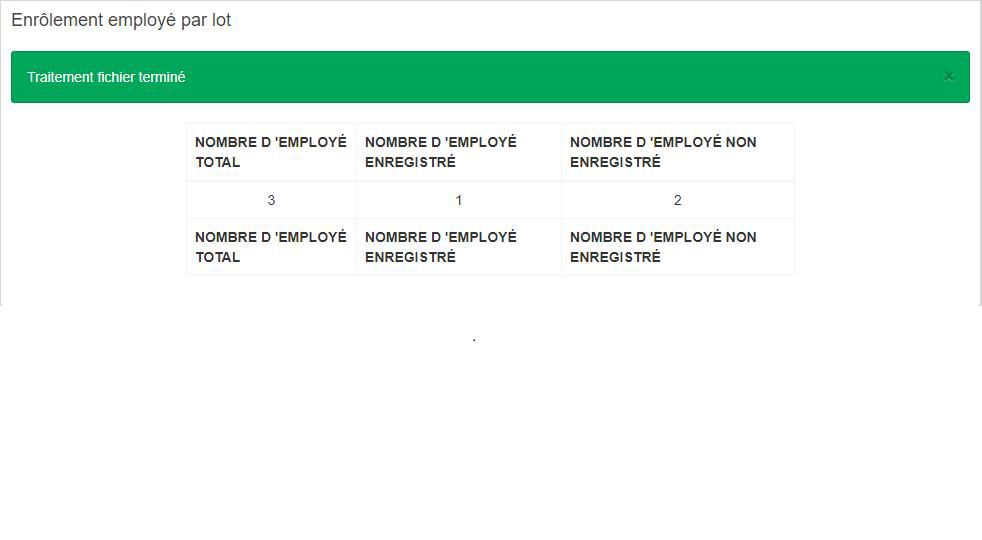 Enrôlement employé par lot
Traitement fichier terminé ×
NOMBRE D 'EMPLOYÉ NOMBRE D 'EMPLOYÉ NOMBRE D 'EMPLOYÉ NON
TOTAL ENREGISTRÉ ENREGISTRÉ
3 1 2
NOMBRE D 'EMPLOYÉ NOMBRE D 'EMPLOYÉ NOMBRE D 'EMPLOYÉ NON
TOTAL ENREGISTRÉ ENREGISTRÉ
.